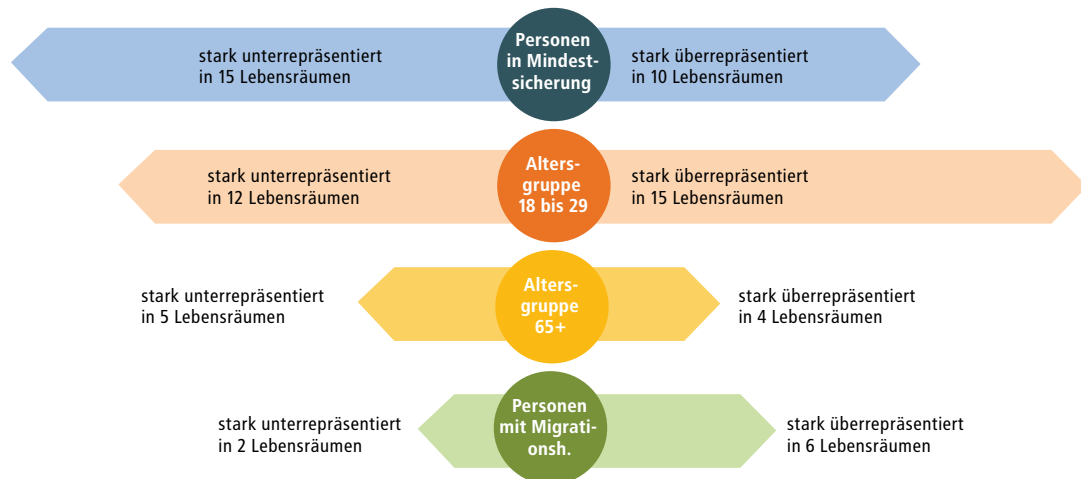 stark unterrepräsentiert
in 15 Lebensräumen
Personen
in Mindest-
sicherung
stark überrepräsentiert
in 10 Lebensräumen
stark unterrepräsentiert
in 12 Lebensräumen
Alters-
gruppe
18 bis 29
stark überrepräsentiert
in 15 Lebensräumen
stark unterrepräsentiert
in 5 Lebensräumen
Alters-
gruppe
65+
stark überrepräsentiert
in 4 Lebensräumen
stark unterrepräsentiert
in 2 Lebensräumen
Personen
mit Migrati-
onsh.
stark überrepräsentiert
in 6 Lebensräumen